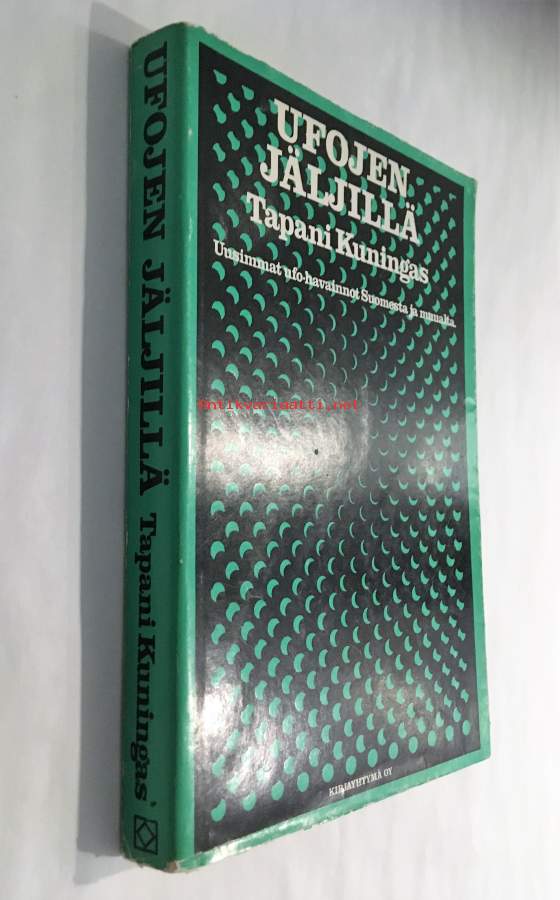 UFOJEN
JÄLJILLÄ
Tapani Kuningas
Uusimmat ufo-havainnot Suomesta ja muualta.
Antikvariaatti.net
KIRJAYHTYMÄ OY
UFOJEN JÄLJILLÄ Tapani Kuningas